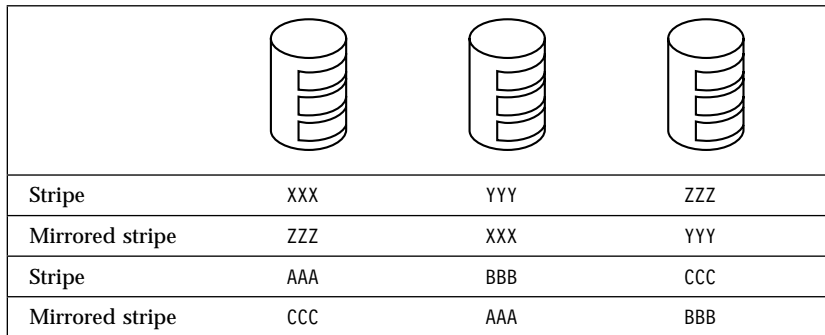 Stripe XXX YYY ZZZ
Mirrored stripe ZZZ XXX YYY
Stripe AAA BBB CCC
Mirrored stripe CCC AAA BBB